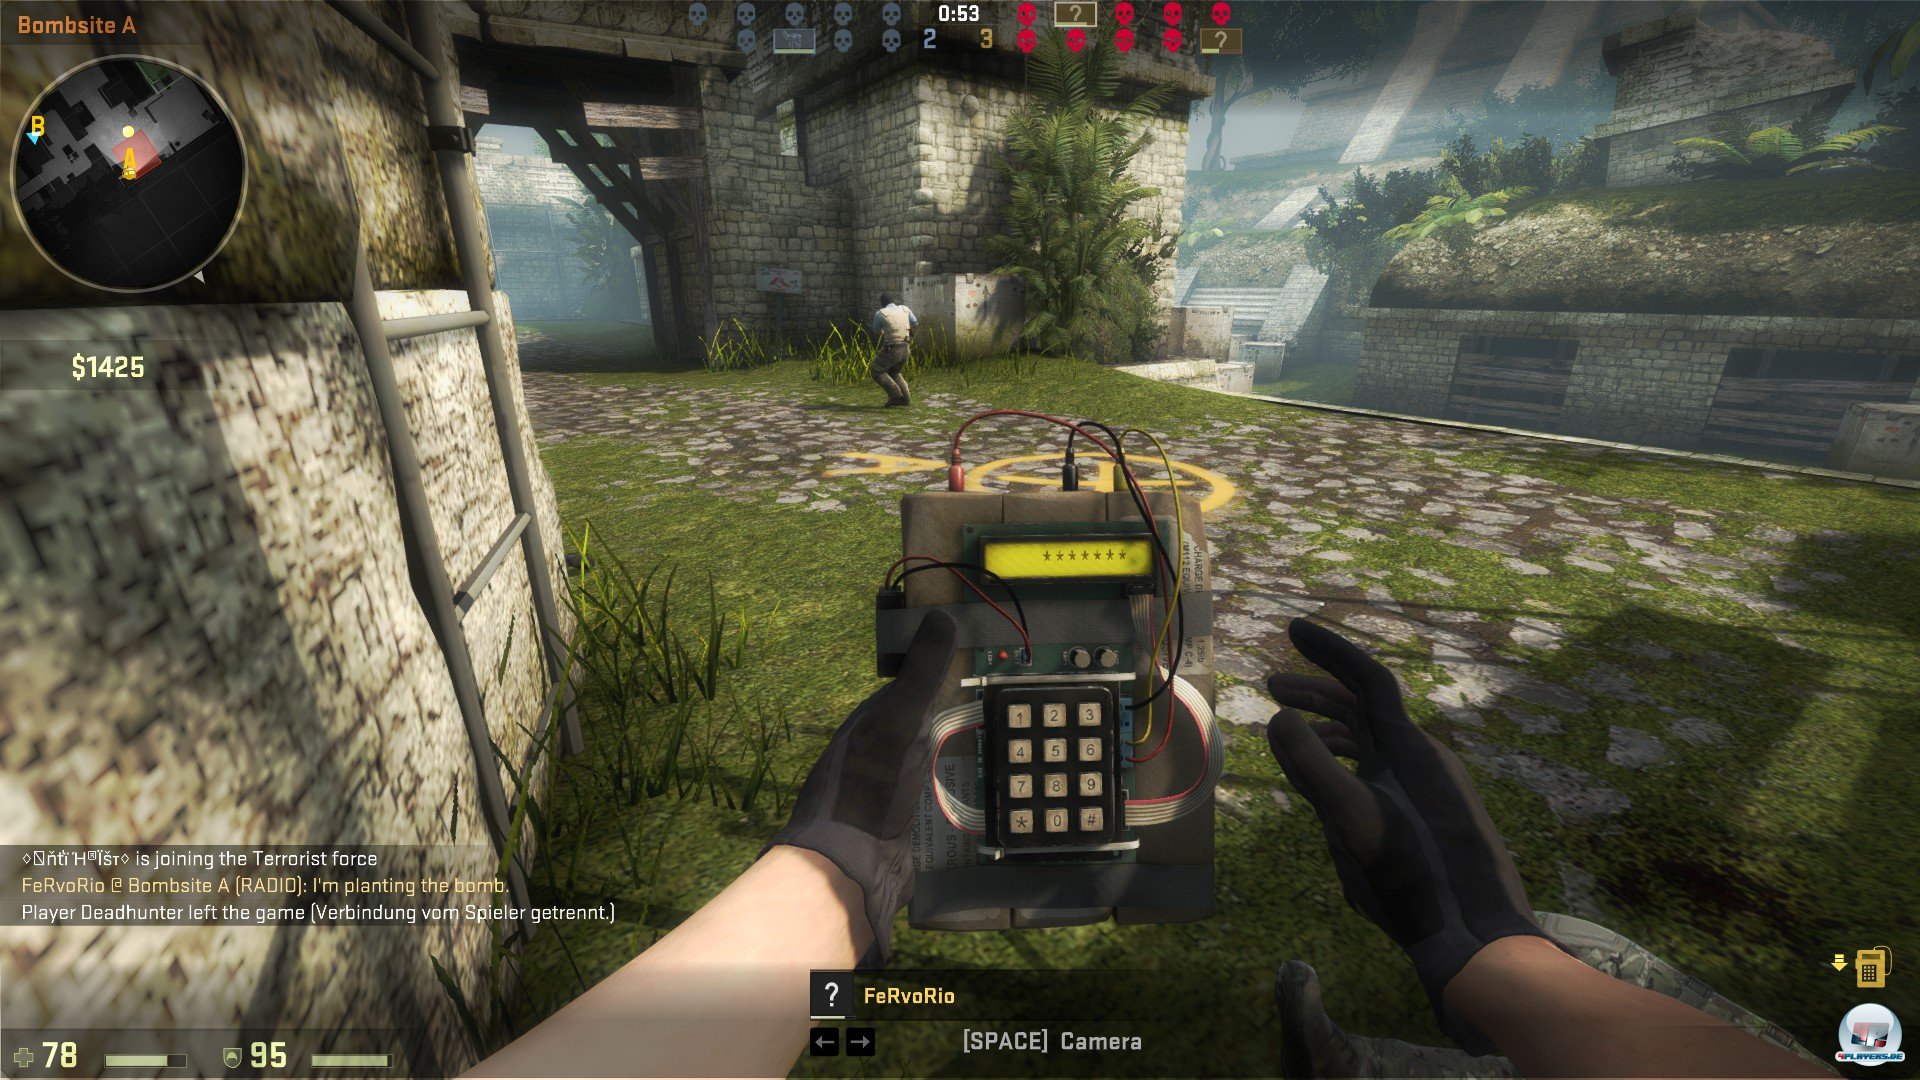 Bombsite A
0:53
? 
2 3 ?
B
A
$1425
* * * * * * *
1 2 3
4 5 6
7 8 9
* 0 #
is joining the Terrorist force
FeRvoRio @ Bombsite A (RADIO): I'm planting the bomb.
Player Deadhunter left the game (Verbindung vom Spieler getrennt.)
? FeRvoRio
← →
[SPACE] Camera
78 95
4PLAYERS.DE